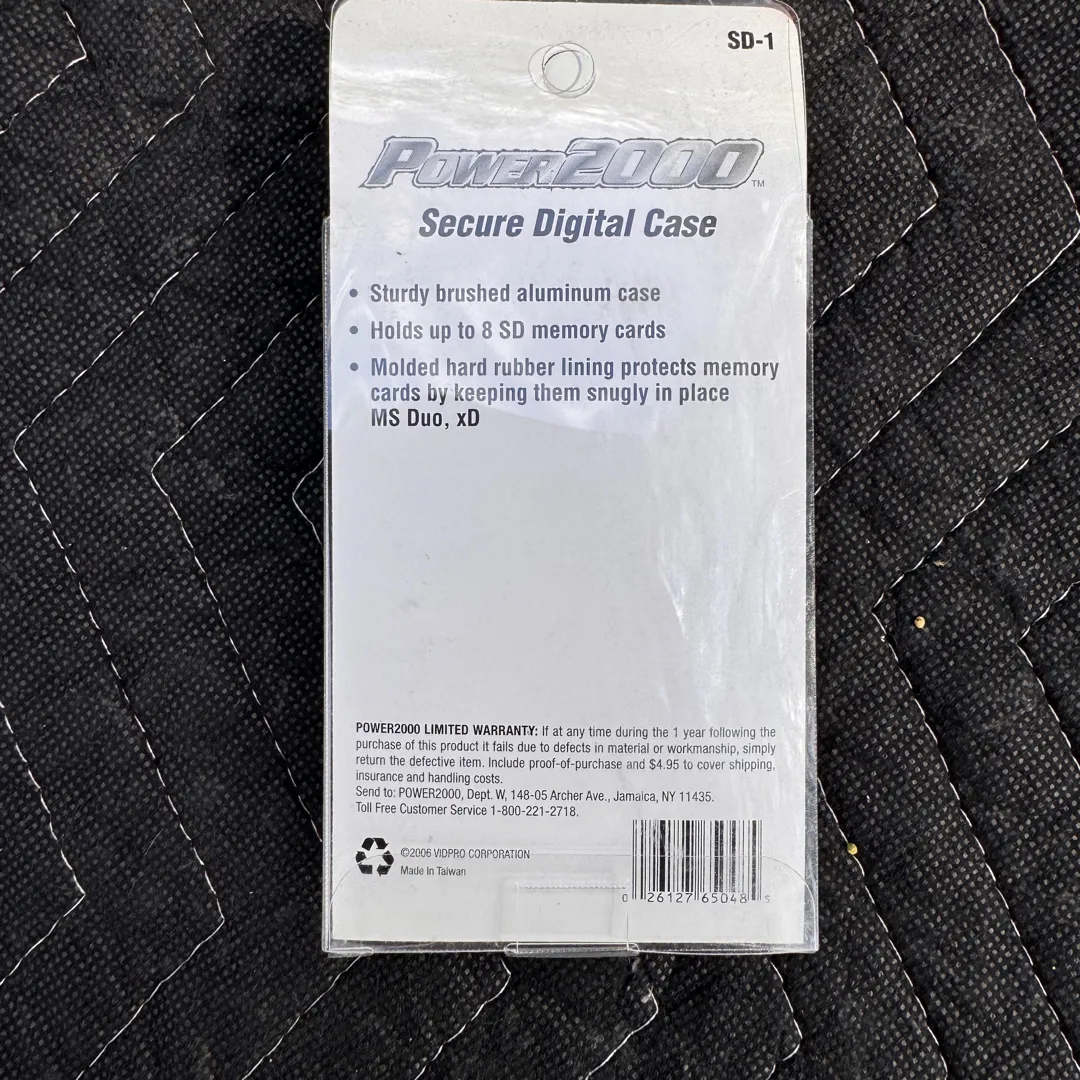 SD-1
POWER2000™
Secure Digital Case
• Sturdy brushed aluminum case
• Holds up to 8 SD memory cards
• Molded hard rubber lining protects memory
cards by keeping them snugly in place
MS Duo, xD
POWER2000 LIMITED WARRANTY: If at any time during the 1 year following the
purchase of this product it fails due to defects in material or workmanship, simply
return the defective item. Include proof-of-purchase and $4.95 to cover shipping,
insurance and handling costs.
Send to: POWER2000, Dept. W, 148-05 Archer Ave., Jamaica, NY 11435.
Toll Free Customer Service 1-800-221-2718.
©2006 VIDPRO CORPORATION
Made In Taiwan
0 26127 65048 5